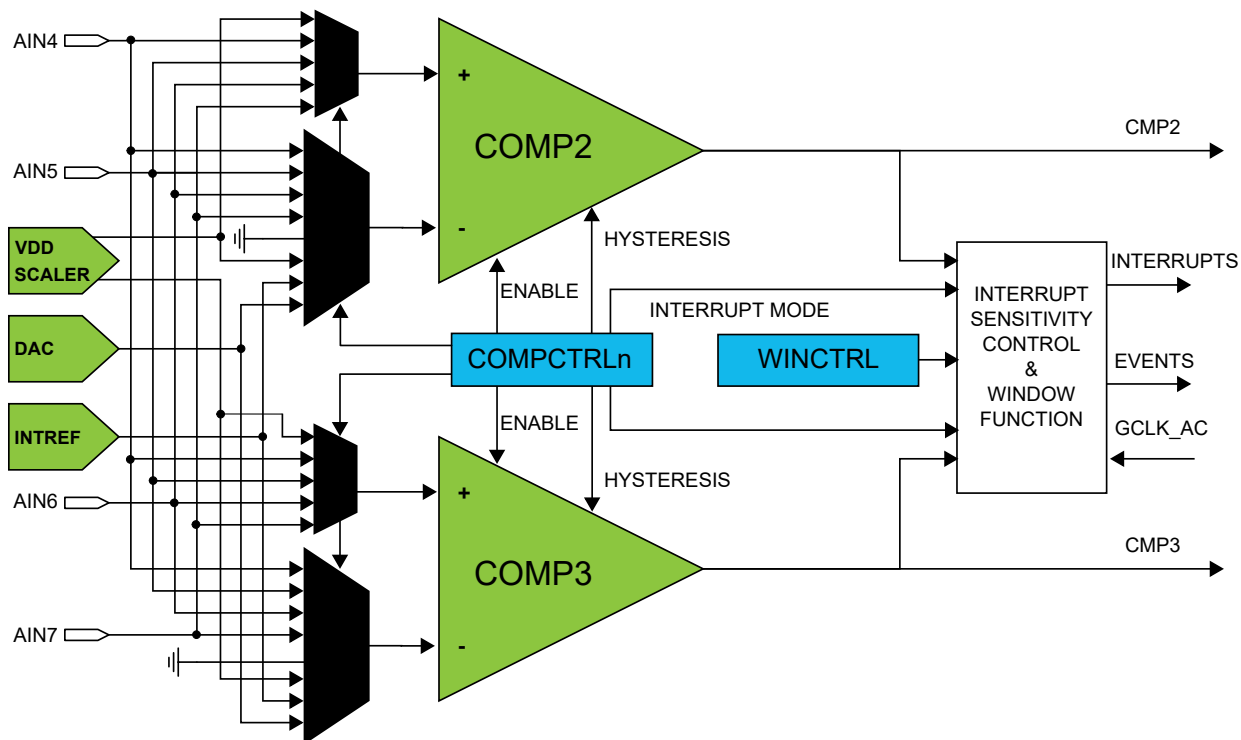 AIN4
+
COMP2
CMP2
AIN5
-
HYSTERESIS
VDD
SCALER
ENABLE
INTERRUPT MODE
INTERRUPTS
INTERRUPT
SENSITIVITY
CONTROL
&
WINDOW
FUNCTION
DAC
COMPCTRLn
WINCTRL
EVENTS
ENABLE
GCLK_AC
INTREF
HYSTERESIS
AIN6
+
COMP3
CMP3
AIN7
-